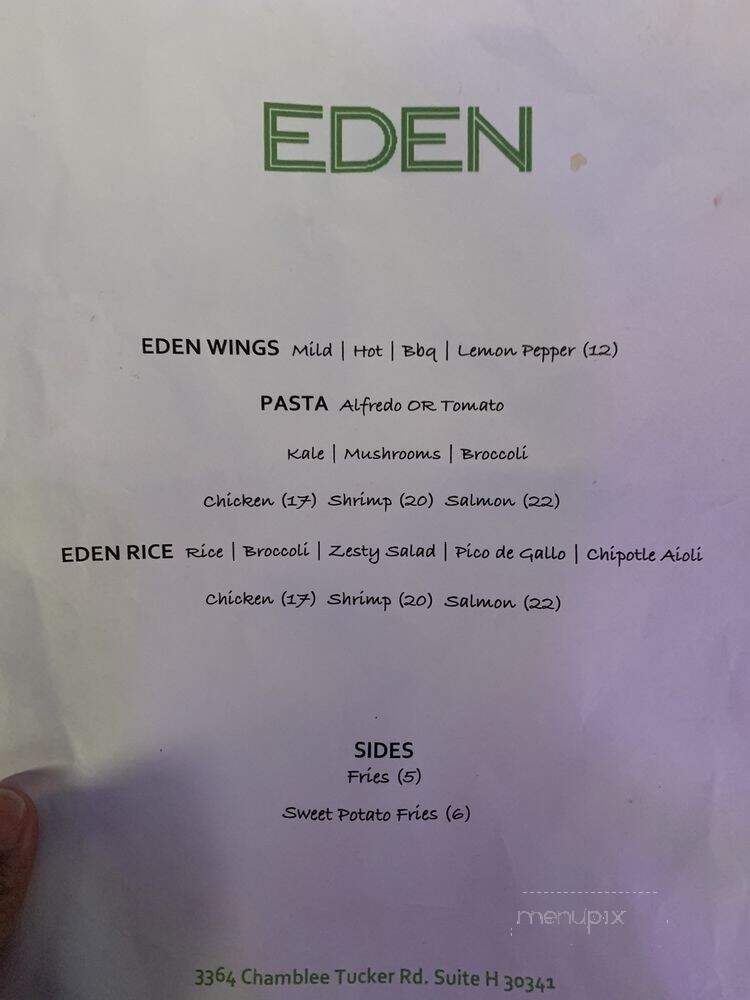 EDEN
EDEN WINGS Mild | Hot | Bbq | Lemon Pepper (12)
PASTA Alfredo OR Tomato
Kale | Mushrooms | Broccoli
Chicken (17) Shrimp (20) Salmon (22)
EDEN RICE Rice | Broccoli | Zesty Salad | Pico de Gallo | Chipotle Aioli
Chicken (17) Shrimp (20) Salmon (22)
SIDES
Fries (5)
Sweet Potato Fries (6)
menupix
3364 Chamblee Tucker Rd. Suite H 30341